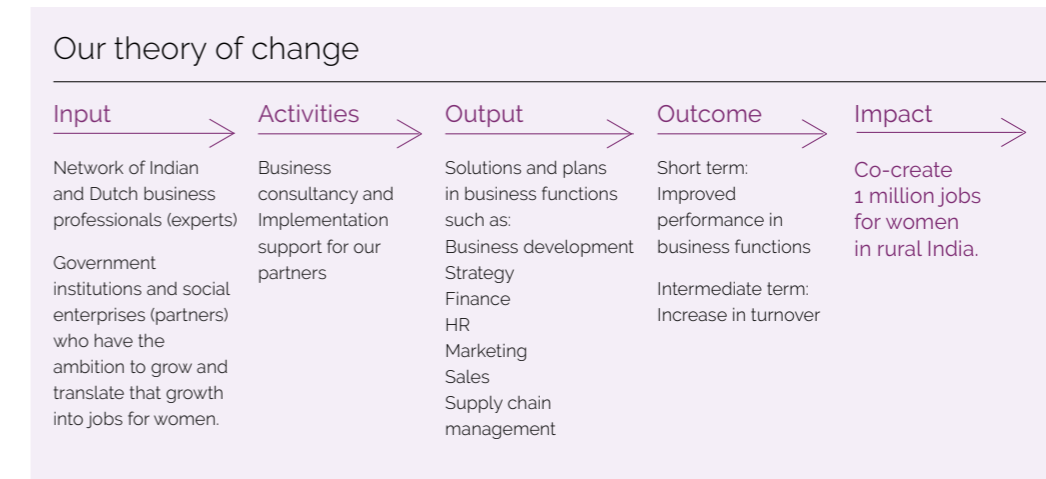 Our theory of change
Input
Network of Indian
and Dutch business
professionals (experts)
Government
institutions and social
enterprises (partners)
who have the
ambition to grow and
translate that growth
into jobs for women.
Activities
Business
consultancy and
Implementation
support for our
partners
Output
Solutions and plans
in business functions
such as:
Business development
Strategy
Finance
HR
Marketing
Sales
Supply chain
management
Outcome
Short term:
Improved
performance in
business functions
Intermediate term:
Increase in turnover
Impact
Co-create
1 million jobs
for women
in rural India.